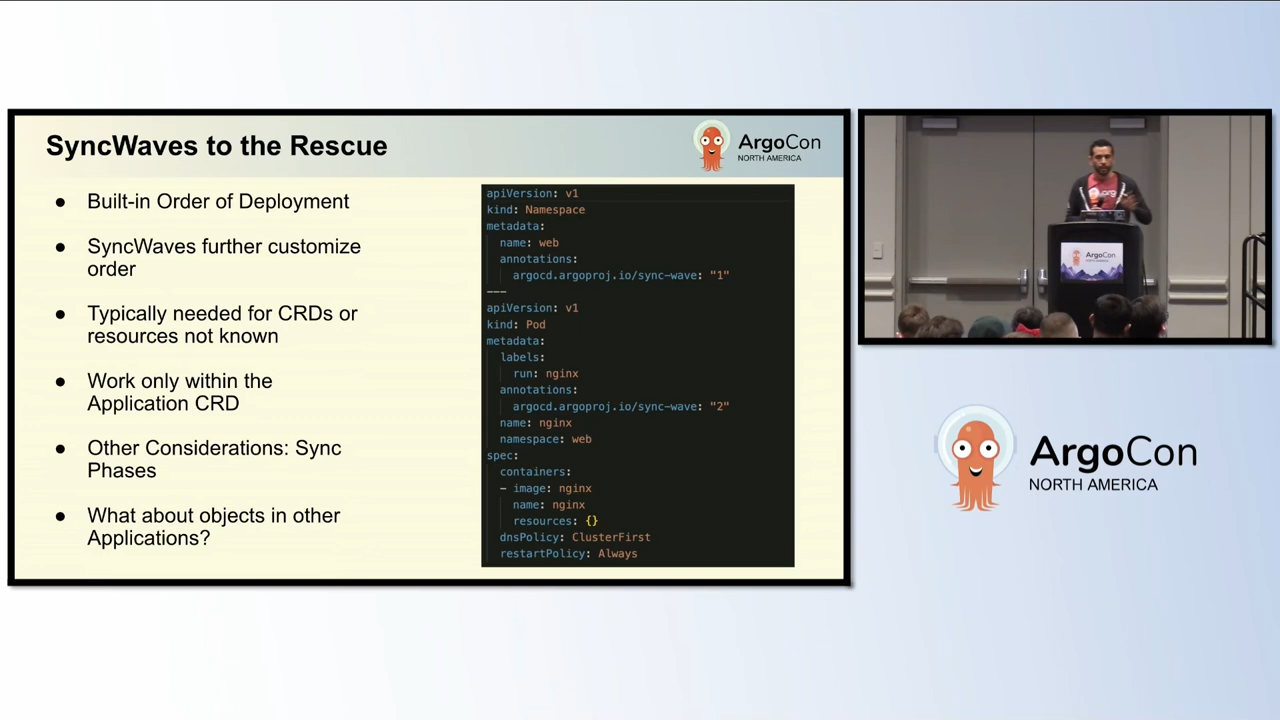 SyncWaves to the Rescue
ArgoCon
NORTH AMERICA
● Built-in Order of Deployment
● SyncWaves further customize
order
● Typically needed for CRDs or
resources not known
● Work only within the
Application CRD
● Other Considerations: Sync
Phases
● What about objects in other
Applications?
apiVersion: v1
kind: Namespace
metadata:
  name: web
  annotations:
    argocd.argoproj.io/sync-wave: "1"
---
apiVersion: v1
kind: Pod
metadata:
  labels:
    run: nginx
  annotations:
    argocd.argoproj.io/sync-wave: "2"
  name: nginx
  namespace: web
spec:
  containers:
  - image: nginx
    name: nginx
    resources: {}
  dnsPolicy: ClusterFirst
  restartPolicy: Always
ArgoCon
ArgoCon
NORTH AMERICA